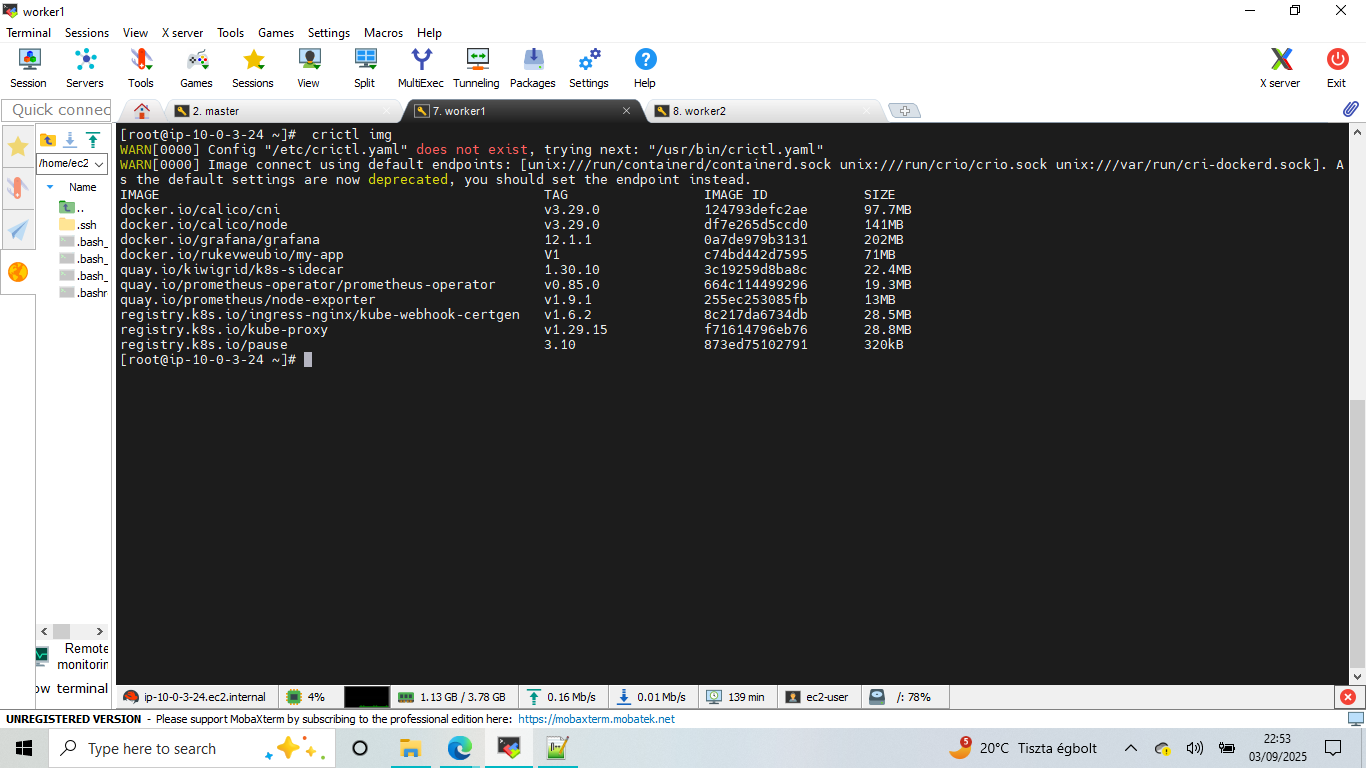 worker1
Terminal Sessions View X server Tools Games Settings Macros Help
Session Servers Tools Games Sessions View Split MultiExec Tunneling Packages Settings Help X server Exit
Quick connec
2. master
7. worker1
8. worker2
/home/ec2
Name
..
.ssh
.bash_
.bash_
.bash_
.bashr
Remote
monitorin
ow terminal
[root@ip-10-0-3-24 ~]#  crictl img
WARN[0000] Config "/etc/crictl.yaml" does not exist, trying next: "/usr/bin/crictl.yaml"
WARN[0000] Image connect using default endpoints: [unix:///run/containerd/containerd.sock unix:///run/crio/crio.sock unix:///var/run/cri-dockerd.sock]. A
s the default settings are now deprecated, you should set the endpoint instead.
IMAGE TAG IMAGE ID SIZE
docker.io/calico/cni v3.29.0 124793defc2ae 97.7MB
docker.io/calico/node v3.29.0 df7e265d5ccd0 141MB
docker.io/grafana/grafana 12.1.1 0a7de979b3131 202MB
docker.io/rukevweubio/my-app V1 c74bd442d7595 71MB
quay.io/kiwigrid/k8s-sidecar 1.30.10 3c19259d8ba8c 22.4MB
quay.io/prometheus-operator/prometheus-operator v0.85.0 664c114499296 19.3MB
quay.io/prometheus/node-exporter v1.9.1 255ec253085fb 13MB
registry.k8s.io/ingress-nginx/kube-webhook-certgen v1.6.2 8c217da6734db 28.5MB
registry.k8s.io/kube-proxy v1.29.15 f71614796eb76 28.8MB
registry.k8s.io/pause 3.10 873ed75102791 320kB
[root@ip-10-0-3-24 ~]#
ip-10-0-3-24.ec2.internal 4% 1.13 GB / 3.78 GB 0.16 Mb/s 0.01 Mb/s 139 min ec2-user /: 78%
UNREGISTERED VERSION - Please support MobaXterm by subscribing to the professional edition here: https://mobaxterm.mobatek.net
Type here to search
5
20°C Tiszta égbolt
22:53
03/09/2025